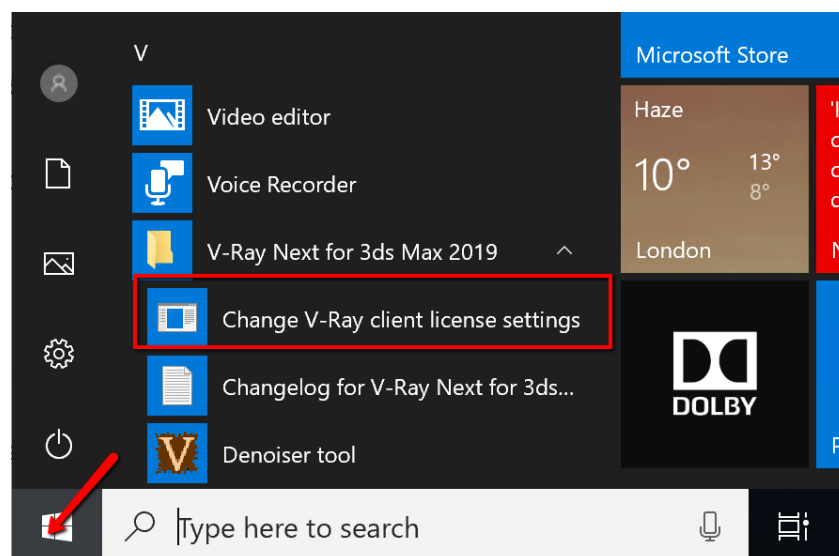 V
Video editor
Voice Recorder
V-Ray Next for 3ds Max 2019
Change V-Ray client license settings
Changelog for V-Ray Next for 3ds...
Denoiser tool
Type here to search
Microsoft Store
Haze
10° 13°
8°
London
DOLBY